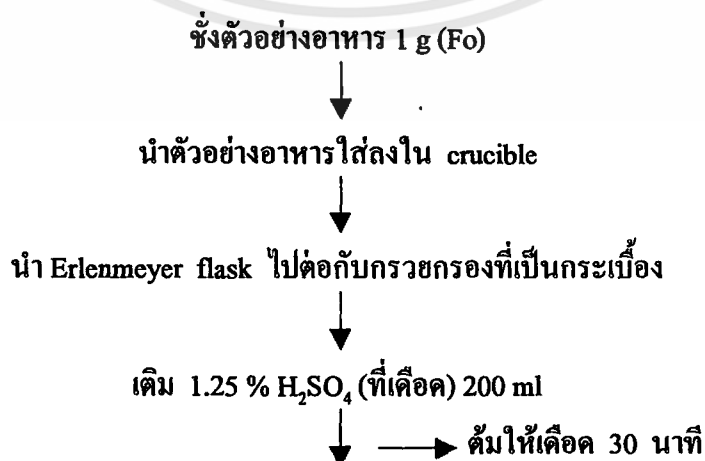 ชั่งตัวอย่างอาหาร 1 g (Fo)
นำตัวอย่างอาหารใส่ลงใน crucible
นำ Erlenmeyer flask ไปต่อกับกรวยกรองที่เป็นกระเบื้อง
เติม 1.25 % H₂SO₄ (ที่เดือด) 200 ml
ต้มให้เดือด 30 นาที